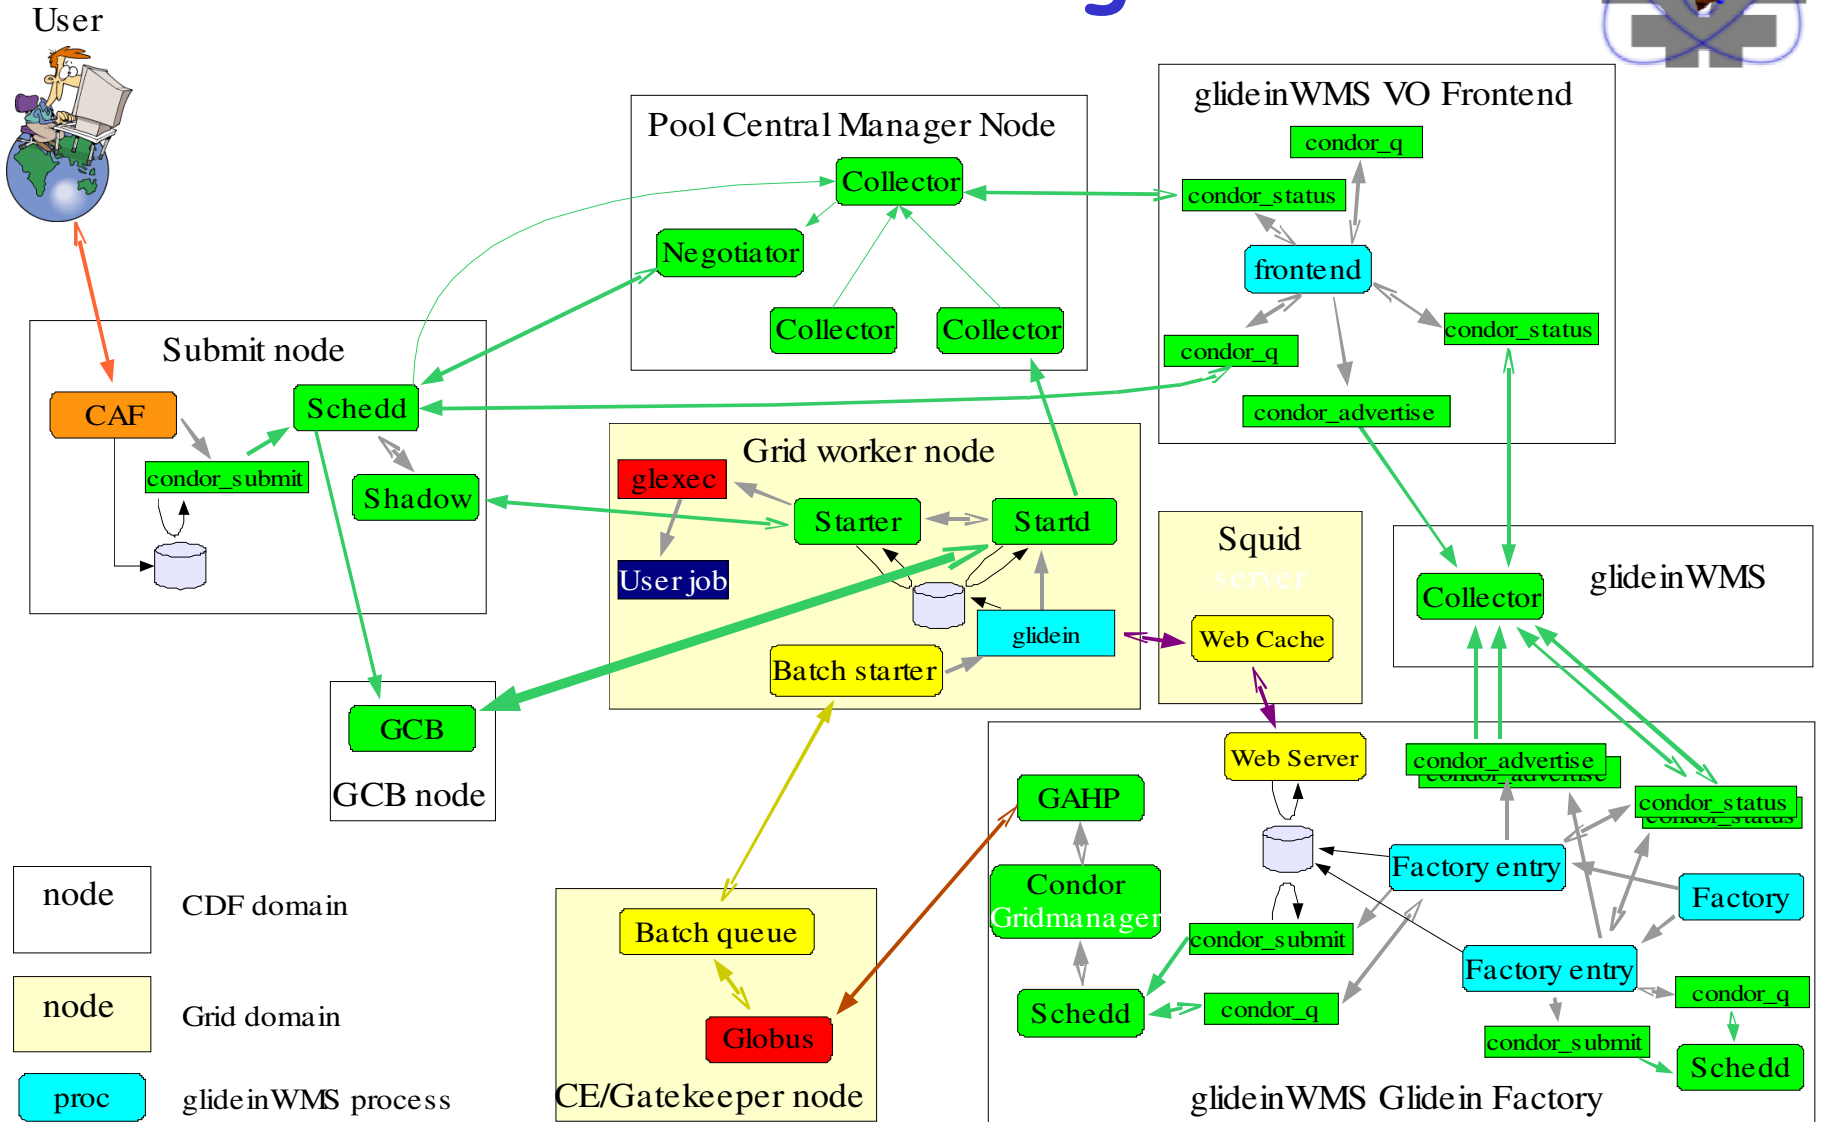 g
User
glideinWMS VO Frontend
Pool Central Manager Node
condor_q
Collector
condor_status
Negotiator
frontend
Collector
Collector
condor_status
condor_q
Submit node
CAF
Schedd
condor_advertise
condor_submit
Shadow
Grid worker node
glexec
Starter
Startd
User job
glidein
Batch starter
Squid
server
Web Cache
Collector
glideinWMS
GCB
GCB node
Web Server
condor_advertise
condor_advertise
condor_status
condor_status
GAHP
Condor
Gridmanager
Factory entry
Factory
condor_submit
Factory entry
Schedd
condor_q
condor_q
condor_submit
Schedd
glideinWMS Glidein Factory
Batch queue
Globus
CE/Gatekeeper node
node
CDF domain
node
Grid domain
proc
glideinWMS process